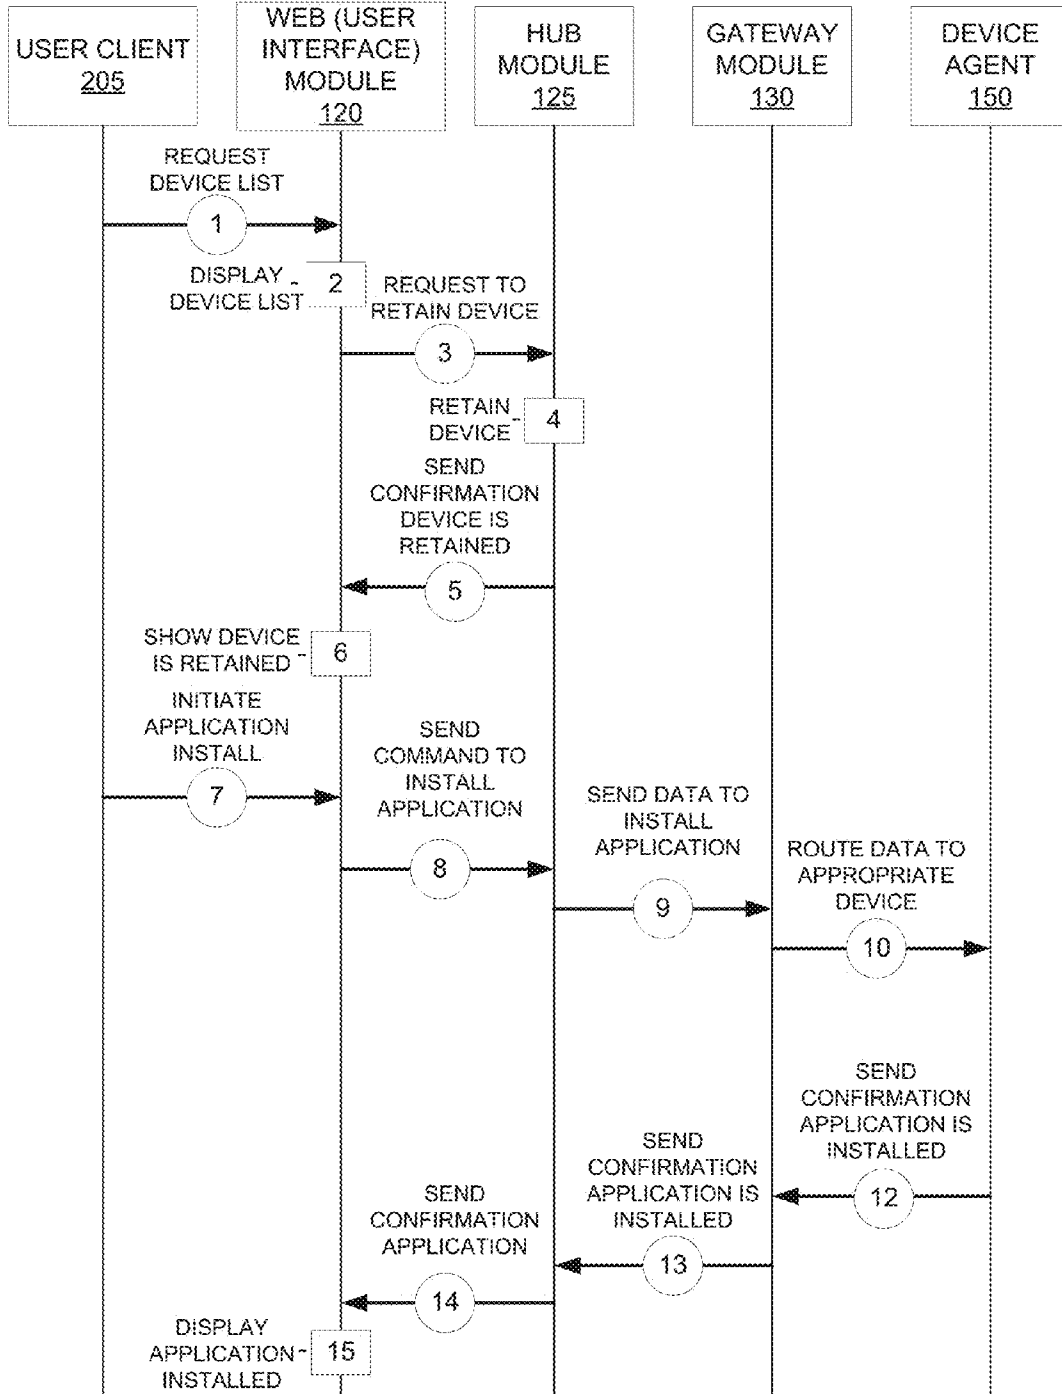 USER CLIENT
205
WEB (USER
INTERFACE)
MODULE
120
HUB
MODULE
125
GATEWAY
MODULE
130
DEVICE
AGENT
150
REQUEST
DEVICE LIST
1
DISPLAY
DEVICE LIST
2
REQUEST TO
RETAIN DEVICE
3
RETAIN
DEVICE
4
SEND
CONFIRMATION
DEVICE IS
RETAINED
5
SHOW DEVICE
IS RETAINED
6
INITIATE
APPLICATION
INSTALL
7
SEND
COMMAND TO
INSTALL
APPLICATION
8
SEND DATA TO
INSTALL
APPLICATION
9
ROUTE DATA TO
APPROPRIATE
DEVICE
10
SEND
CONFIRMATION
APPLICATION IS
INSTALLED
12
SEND
CONFIRMATION
APPLICATION IS
INSTALLED
13
SEND
CONFIRMATION
APPLICATION
14
DISPLAY
APPLICATION
INSTALLED
15